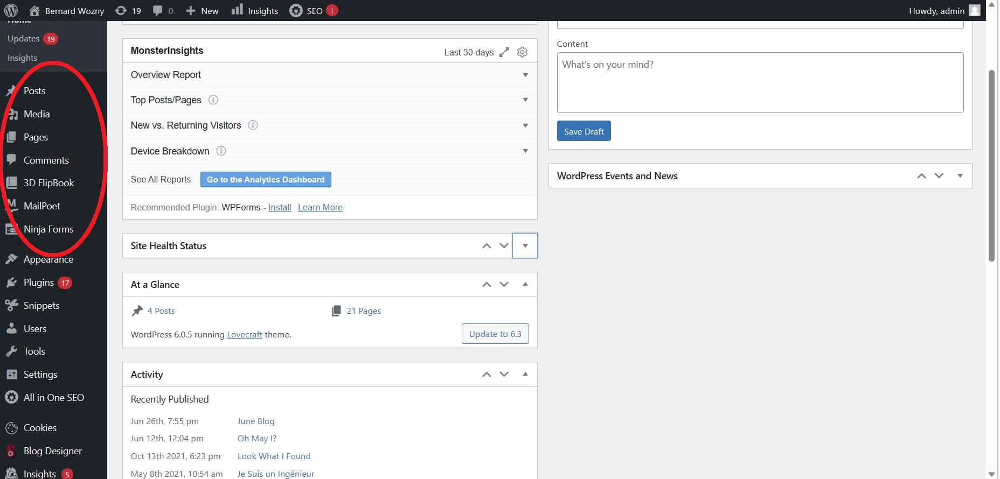 Bernard Wozny 19 0 New Insights SEO ! Howdy, admin
Home
Updates 19
Insights
Posts
Media
Pages
Comments
3D FlipBook
MailPoet
Ninja Forms
Appearance
Plugins 17
Snippets
Users
Tools
Settings
All in One SEO
Cookies
Blog Designer
Insights 5
MonsterInsights Last 30 days
Overview Report
Top Posts/Pages
New vs. Returning Visitors
Device Breakdown
See All Reports Go to the Analytics Dashboard
Recommended Plugin: WPForms - Install Learn More
Site Health Status
At a Glance
4 Posts 21 Pages
WordPress 6.0.5 running Lovecraft theme. Update to 6.3
Activity
Recently Published
Jun 26th, 7:55 pm June Blog
Jun 12th, 12:04 pm Oh May I?
Oct 13th 2021, 6:23 pm Look What I Found
May 8th 2021, 10:54 am Je Suis un Ingénieur
Content
What's on your mind?
Save Draft
WordPress Events and News